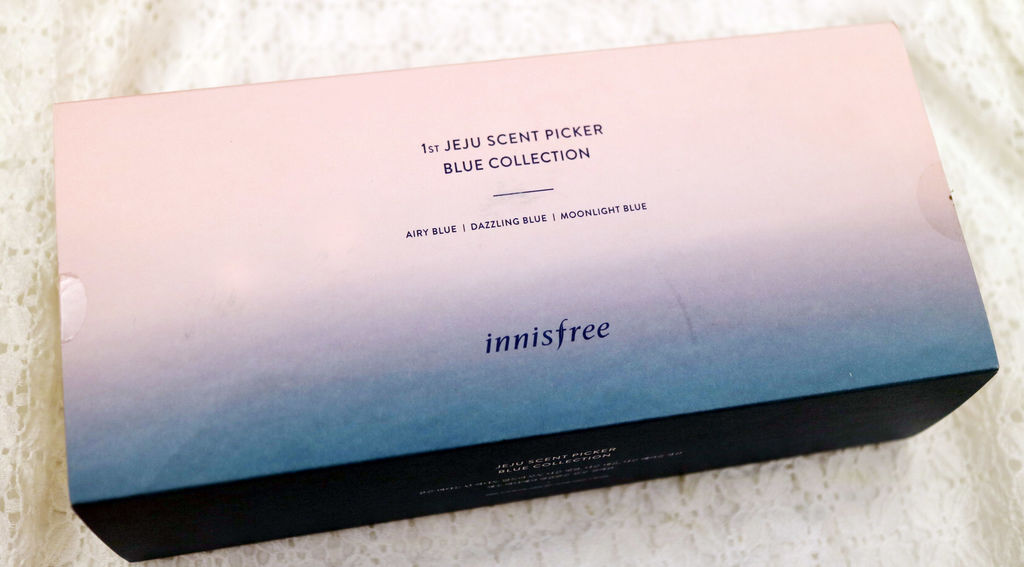 1ST JEJU SCENT PICKER
BLUE COLLECTION
AIRY BLUE | DAZZLING BLUE | MOONLIGHT BLUE
innisfree
JEJU SCENT PICKER
BLUE COLLECTION